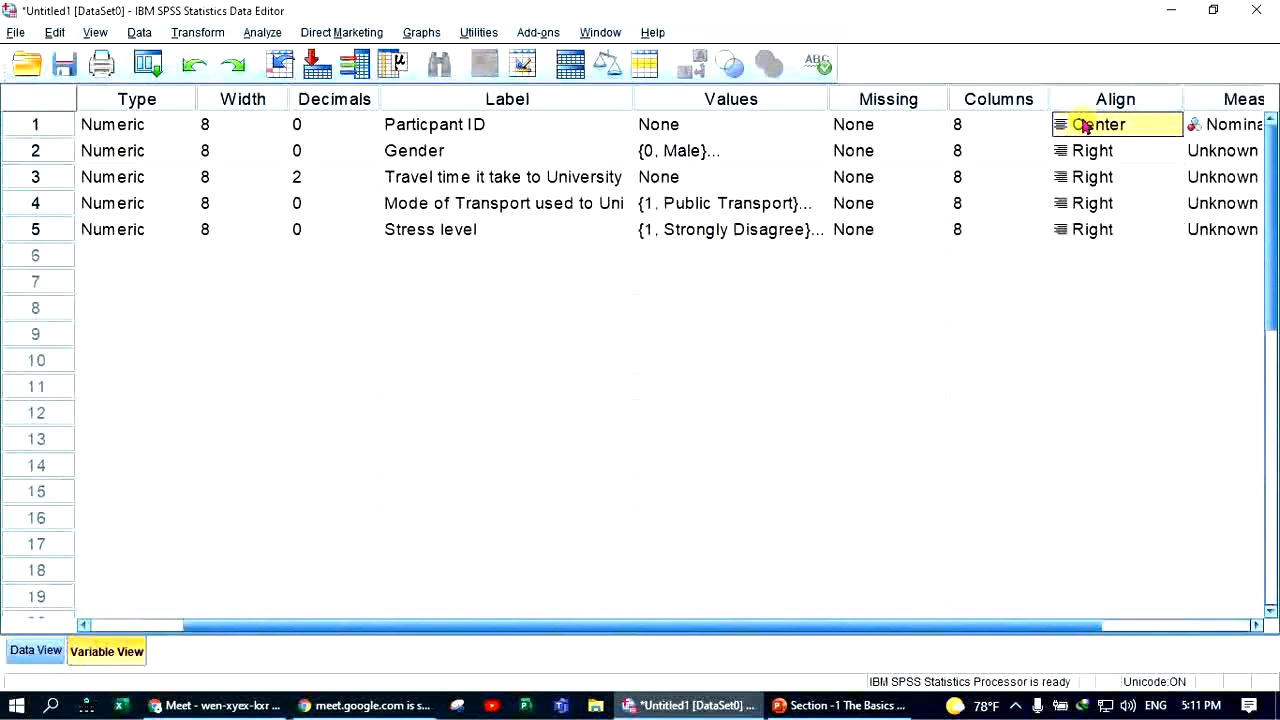 *Untitled1 [DataSet0] - IBM SPSS Statistics Data Editor
File Edit View Data Transform Analyze Direct Marketing Graphs Utilities Add-ons Window Help
Type Width Decimals Label Values Missing Columns Align Meas
1 Numeric 8 0 Particpant ID None None 8 Center Nomina
2 Numeric 8 0 Gender {0, Male}... None 8 Right Unknown
3 Numeric 8 2 Travel time it take to University None None 8 Right Unknown
4 Numeric 8 0 Mode of Transport used to Uni {1, Public Transport}... None 8 Right Unknown
5 Numeric 8 0 Stress level {1, Strongly Disagree}... None 8 Right Unknown
6
7
8
9
10
11
12
13
14
15
16
17
18
19
Data View Variable View
IBM SPSS Statistics Processor is ready Unicode:ON
Meet - wen-xyex-kxr ... meet.google.com is s... *Untitled1 [DataSet0] ... Section -1 The Basics ... 78°F ENG 5:11 PM